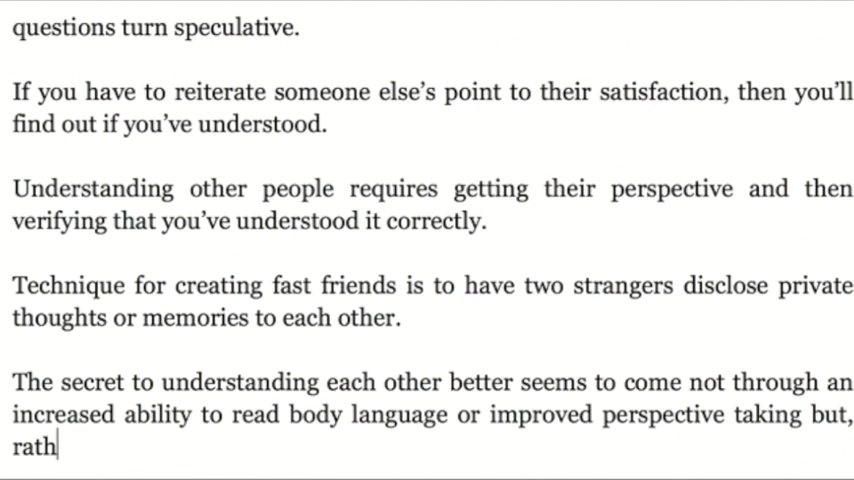 questions turn speculative.
If you have to reiterate someone else’s point to their satisfaction, then you’ll
find out if you’ve understood.
Understanding other people requires getting their perspective and then
verifying that you’ve understood it correctly.
Technique for creating fast friends is to have two strangers disclose private
thoughts or memories to each other.
The secret to understanding each other better seems to come not through an
increased ability to read body language or improved perspective taking but,
rath